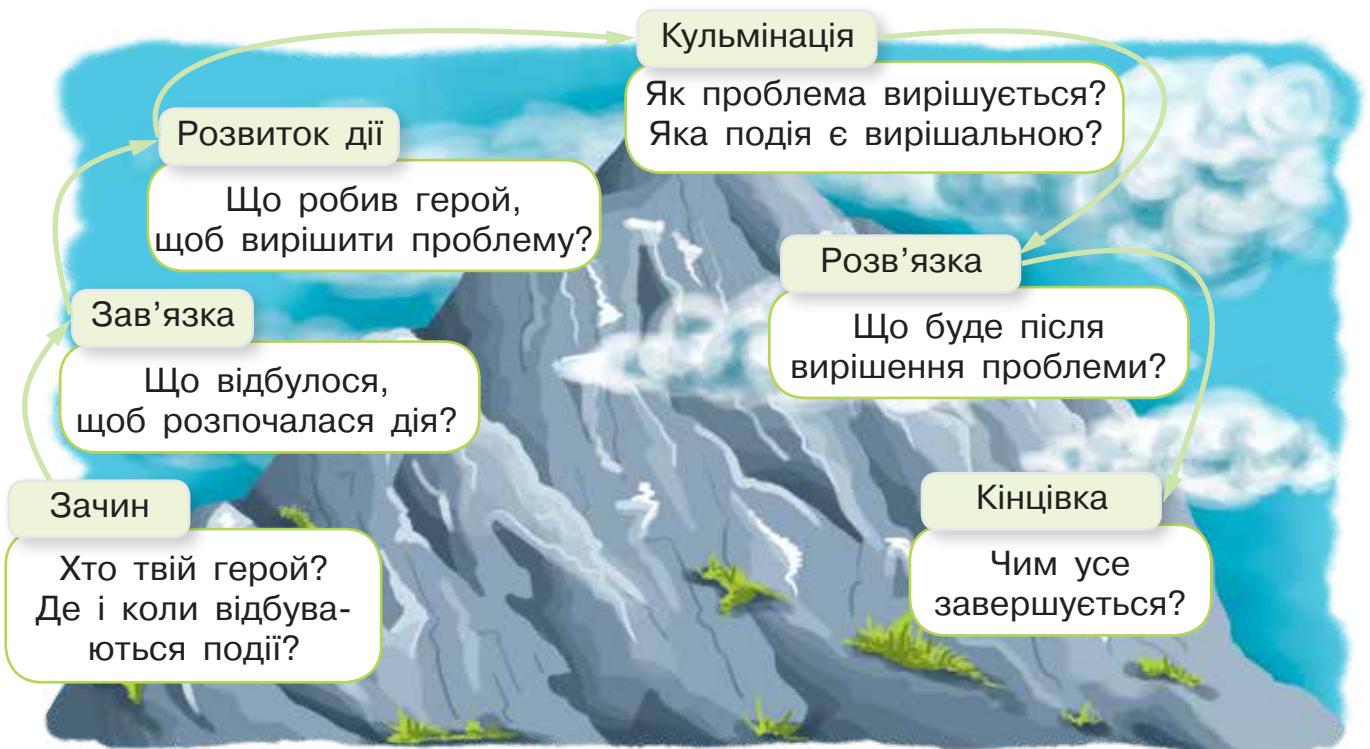 Зачин
Хто твій герой?
Де і коли відбува-
ються події?
Зав’язка
Що відбулося,
щоб розпочалася дія?
Розвиток дії
Що робив герой,
щоб вирішити проблему?
Кульмінація
Як проблема вирішується?
Яка подія є вирішальною?
Розв’язка
Що буде після
вирішення проблеми?
Кінцівка
Чим усе
завершується?